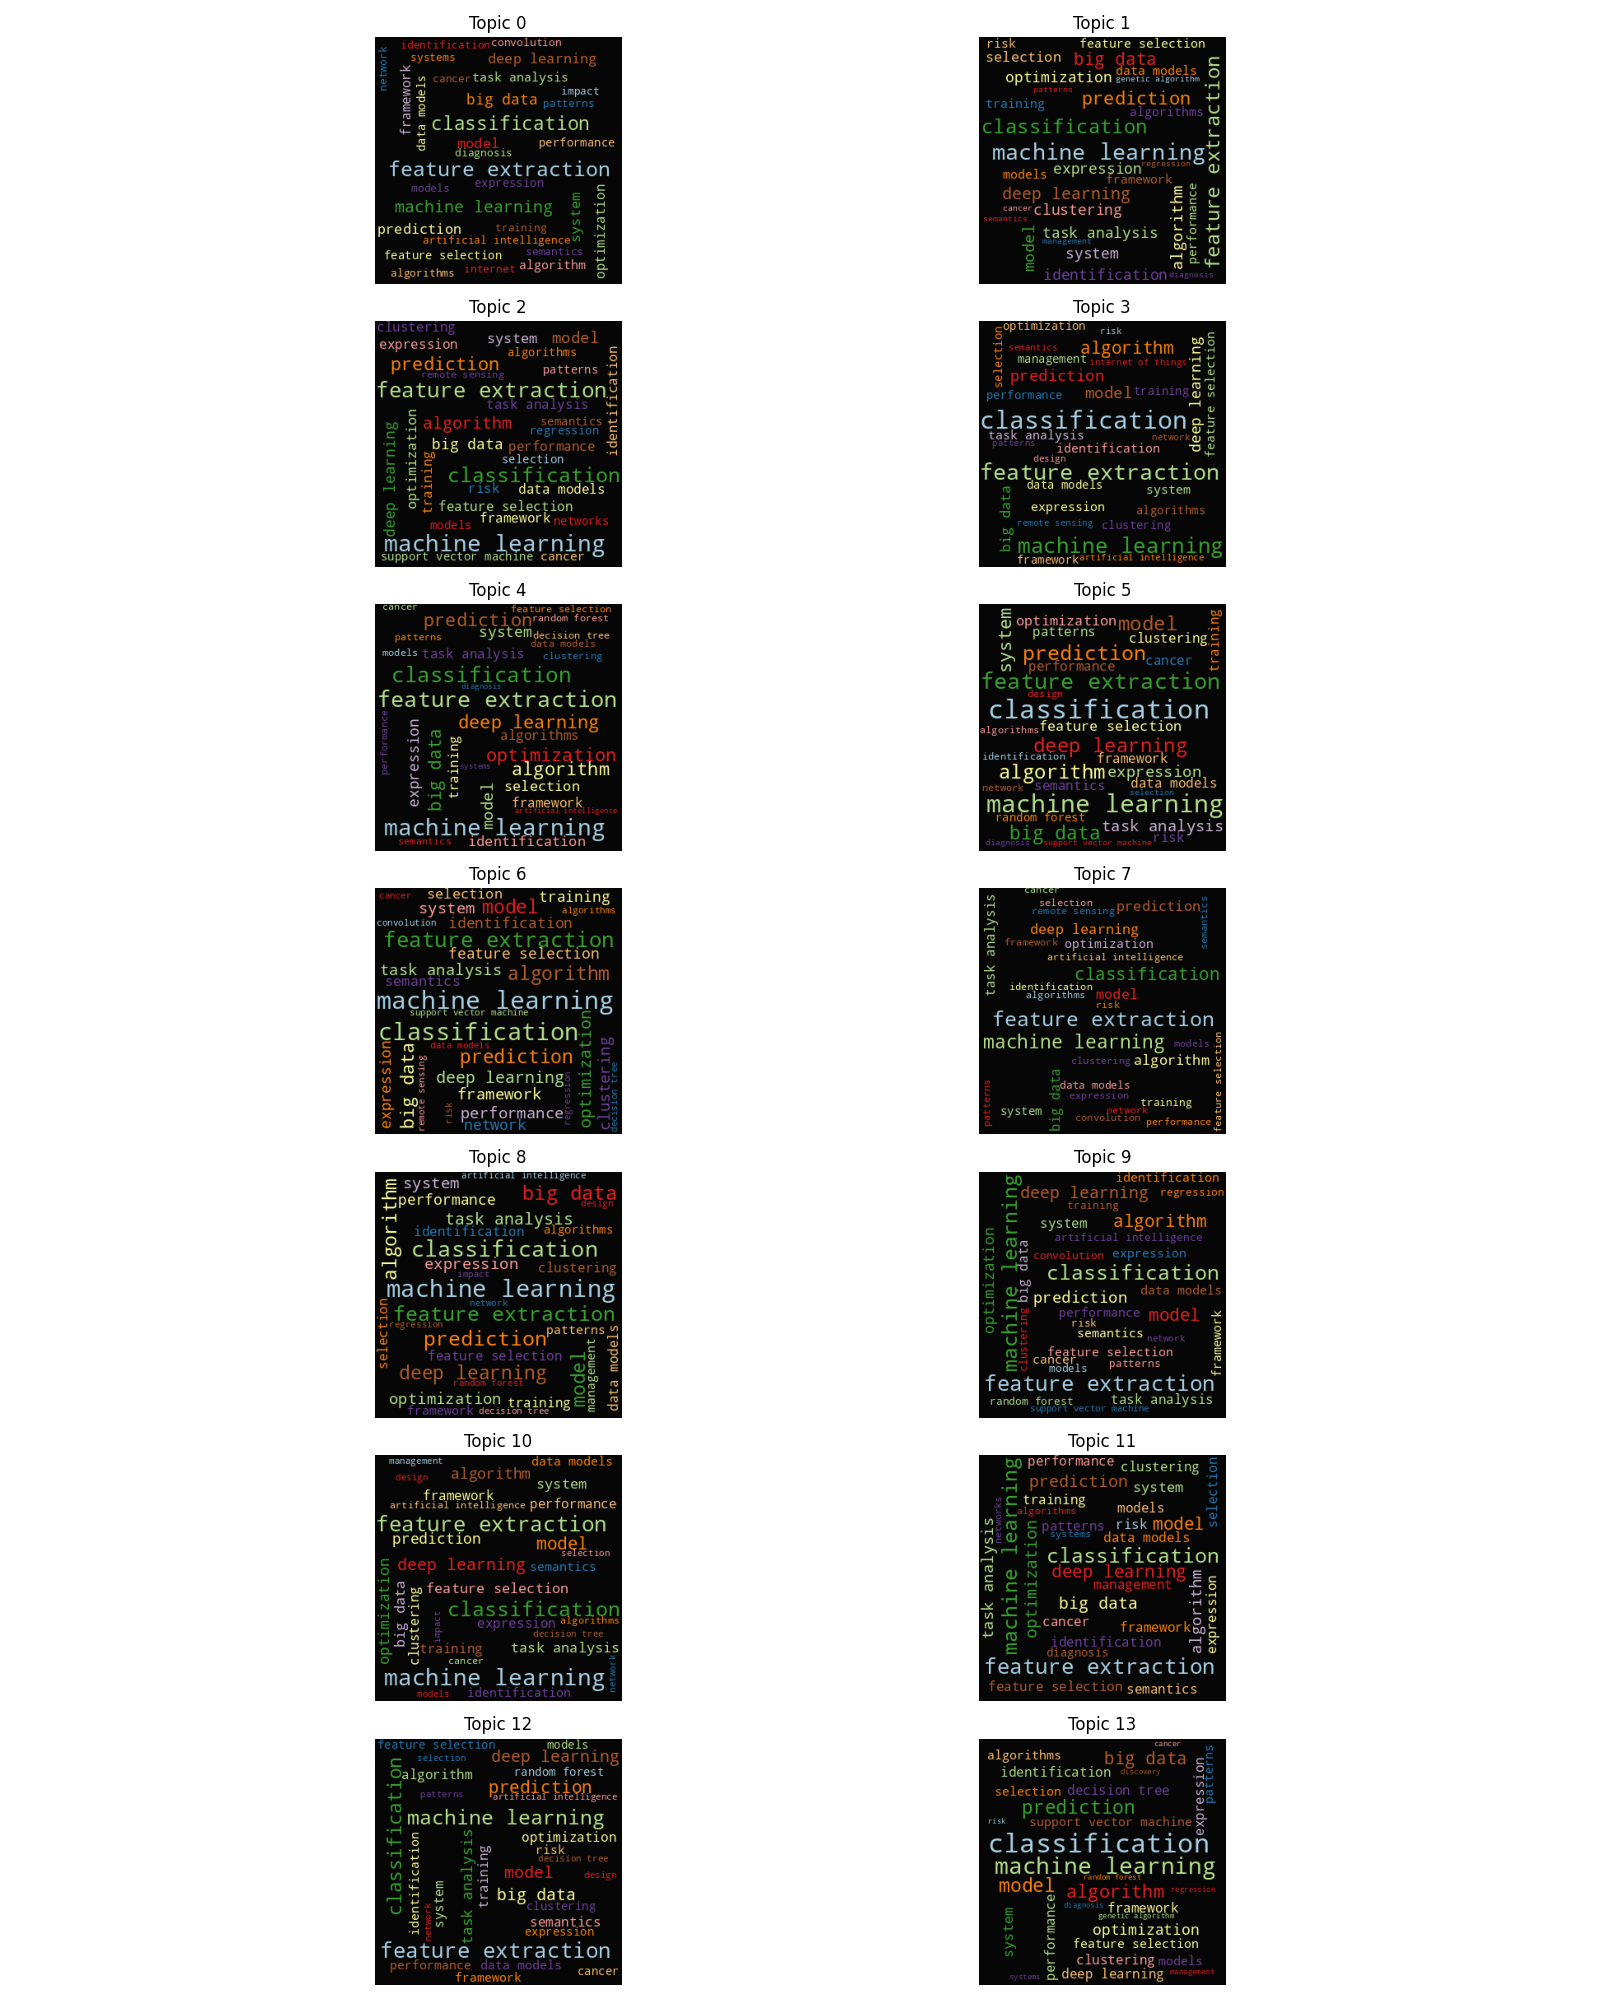 Topic 0
identification convolution
systems deep learning
network
cancer task analysis
framework
data models
impact
big data patterns
classification
model performance
diagnosis
feature extraction
models expression
machine learning
system
optimization
prediction training
artificial intelligence
feature selection semantics
algorithms internet algorithm
Topic 1
risk feature selection
selection big data
optimization data models
genetic algorithm
patterns
training prediction
algorithms
feature extraction
classification
machine learning
expression regression
models framework
deep learning
cancer clustering
semantics
algorithm
performance
model
task analysis
management
system
identification diagnosis
Topic 2
clustering
system model
expression
algorithms
prediction
patterns
remote sensing
identification
feature extraction
task analysis
algorithm semantics
regression
big data performance
deep learning
optimization
training
selection
classification
risk data models
feature selection
framework networks
models
machine learning
support vector machine cancer
Topic 3
optimization risk
selection
semantics algorithm
management internet of things
deep learning
feature selection
prediction
performance model training
classification
task analysis network
patterns
identification
design
feature extraction
data models system
big data
expression algorithms
remote sensing clustering
machine learning
framework artificial intelligence
Topic 4
cancer feature selection
prediction random forest
system decision tree
patterns
data models
models task analysis clustering
classification
diagnosis
feature extraction
performance
expression
deep learning
big data
training
algorithms
optimization
systems
algorithm
model
selection
framework
artificial intelligence
machine learning
semantics identification
Topic 5
system
optimization model
training
patterns clustering
prediction cancer
performance
feature extraction
design
classification
algorithms feature selection
deep learning
identification framework
algorithm expression
network semantics data models
selection
machine learning
random forest
big data task analysis
risk
diagnosis support vector machine
Topic 6
cancer selection training
system model algorithms
convolution identification
feature extraction
feature selection
task analysis algorithm
semantics
machine learning
support vector machine
classification
optimization
expression
big data
data models
remote sensing
prediction
clustering
deep learning
decision tree
regression
framework
risk
performance
network
Topic 7
cancer
task analysis
selection
remote sensing prediction
semantics
deep learning
framework optimization
artificial intelligence
classification
identification
algorithms model
risk
feature extraction
machine learning models
feature selection
clustering algorithm
big data
data models
patterns
expression
training
system network
convolution performance
Topic 8
artificial intelligence
algorithm
system
performance big data
design
task analysis
identification algorithms
classification
expression clustering
impact
machine learning
network
feature extraction
selection
regression
prediction patterns
data models
management
model
feature selection
deep learning
random forest
optimization training
framework decision tree
Topic 9
identification
machine learning
deep learning regression
training
system algorithm
optimization
artificial intelligence
big data
convolution expression
classification
data models
prediction
clustering
performance model
framework
risk
semantics network
feature selection
cancer patterns
models
feature extraction
random forest task analysis
support vector machine
Topic 10
management data models
design algorithm
system
framework
artificial intelligence performance
feature extraction
prediction model
selection
deep learning semantics
optimization
big data
clustering
feature selection
impact
classification
expression algorithms
decision tree
training task analysis
cancer
network
machine learning
models identification
Topic 11
performance clustering
machine learning
selection
prediction system
networks
training models
algorithms
task analysis
optimization
patterns risk model
systems data models
classification
deep learning
management
algorithm
expression
big data
cancer framework
identification
diagnosis
feature extraction
feature selection semantics
Topic 12
feature selection models
selection deep learning
classification
algorithm random forest
prediction
patterns artificial intelligence
machine learning
identification
task analysis
optimization
training
risk
decision tree
model design
system
big data
network
clustering
semantics
expression
feature extraction
performance data models
framework cancer
Topic 13
cancer
algorithms big data
patterns
identification discovery
expression
selection decision tree
prediction
risk support vector machine
classification
machine learning
random forest
model algorithm regression
performance
diagnosis framework
genetic algorithm
system
optimization
feature selection
clustering models
systems deep learning management